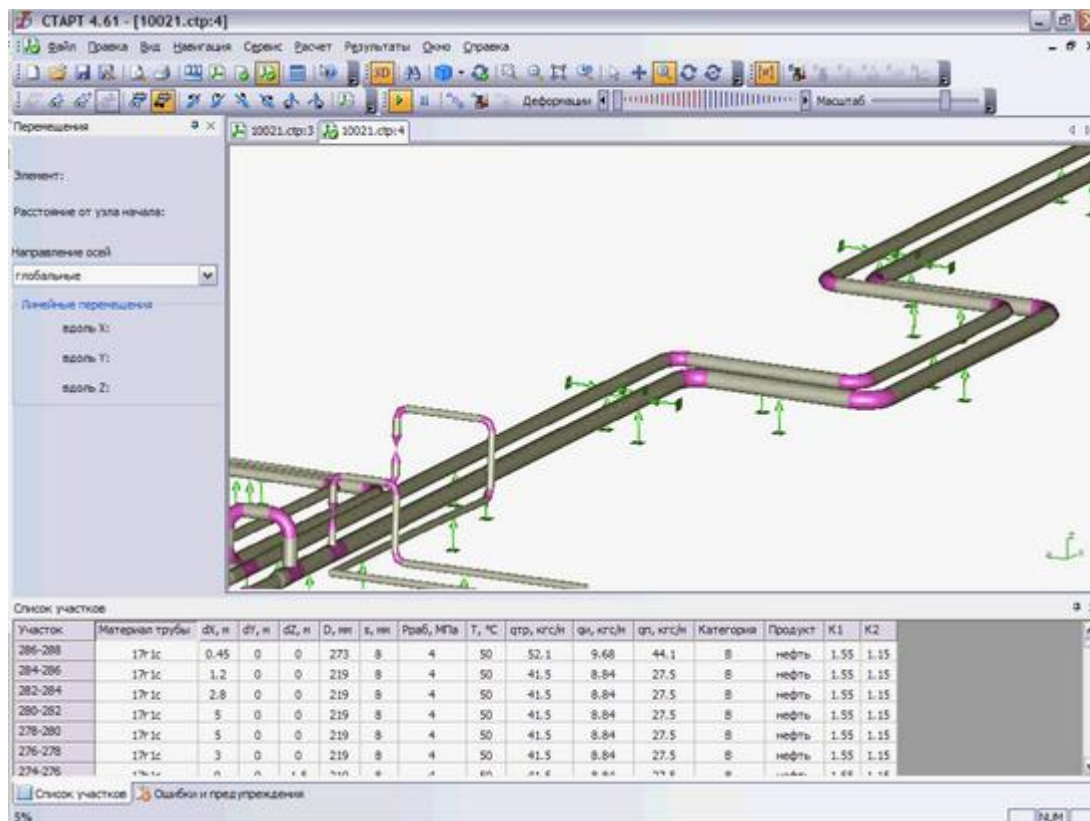 СТАРТ 4.61 - [10021.ctp:4]
Файл Правка Вид Навигация Сервис Расчет Результаты Окно Справка
3D
Деформации Масштаб
Перемещения
10021.ctp:3 10021.ctp:4
Элемент:
Расстояние от узла начала:
Направление осей
глобальные
Линейные перемещения
вдоль X:
вдоль Y:
вдоль Z:
Список участков
Участок Материал трубы dX, м dY, м dZ, м D, мм s, мм Рраб, МПа T, °C qтр, кгс/м qи, кгс/м qп, кгс/м Категория Продукт K1 K2
286-288 17г1с 0.45 0 0 273 8 4 50 52.1 9.68 44.1 В нефть 1.55 1.15
284-286 17г1с 1.2 0 0 219 8 4 50 41.5 8.84 27.5 В нефть 1.55 1.15
282-284 17г1с 2.8 0 0 219 8 4 50 41.5 8.84 27.5 В нефть 1.55 1.15
280-282 17г1с 5 0 0 219 8 4 50 41.5 8.84 27.5 В нефть 1.55 1.15
278-280 17г1с 5 0 0 219 8 4 50 41.5 8.84 27.5 В нефть 1.55 1.15
276-278 17г1с 3 0 0 219 8 4 50 41.5 8.84 27.5 В нефть 1.55 1.15
274-276
Список участков Ошибки и предупреждения
5% NUM